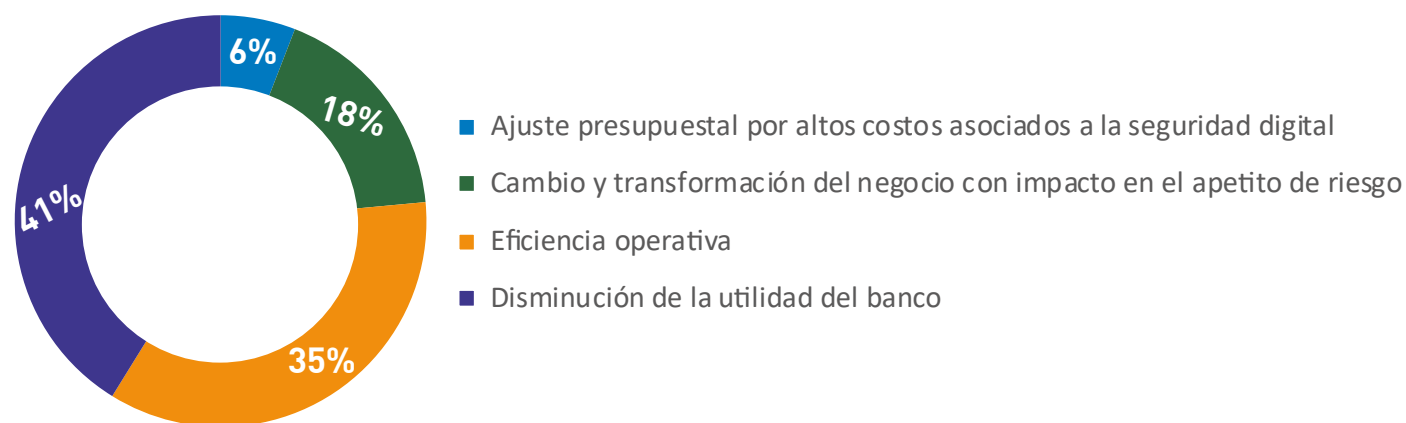 6%
18%
41%
35%
Ajuste presupuestal por altos costos asociados a la seguridad digital
Cambio y transformación del negocio con impacto en el apetito de riesgo
Eficiencia operativa
Disminución de la utilidad del banco